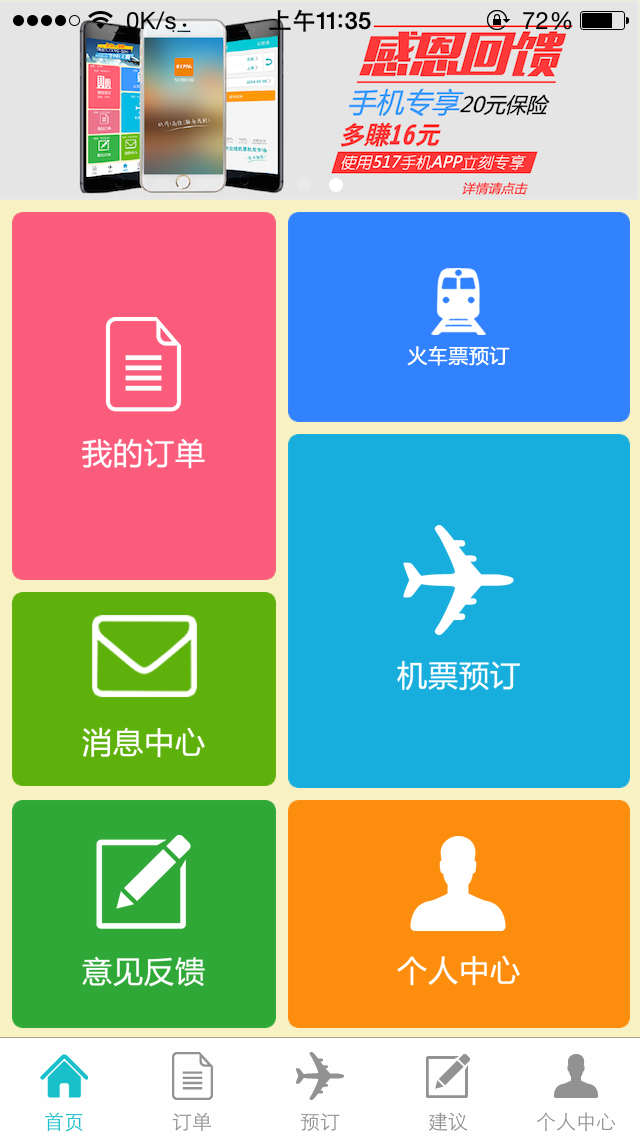 0K/s
上午11:35
72%
感恩回馈
手机专享20元保险
多賺16元
使用517手机APP立刻专享
详情请点击
我的订单
火车票预订
机票预订
消息中心
意见反馈
个人中心
首页
订单
预订
建议
个人中心